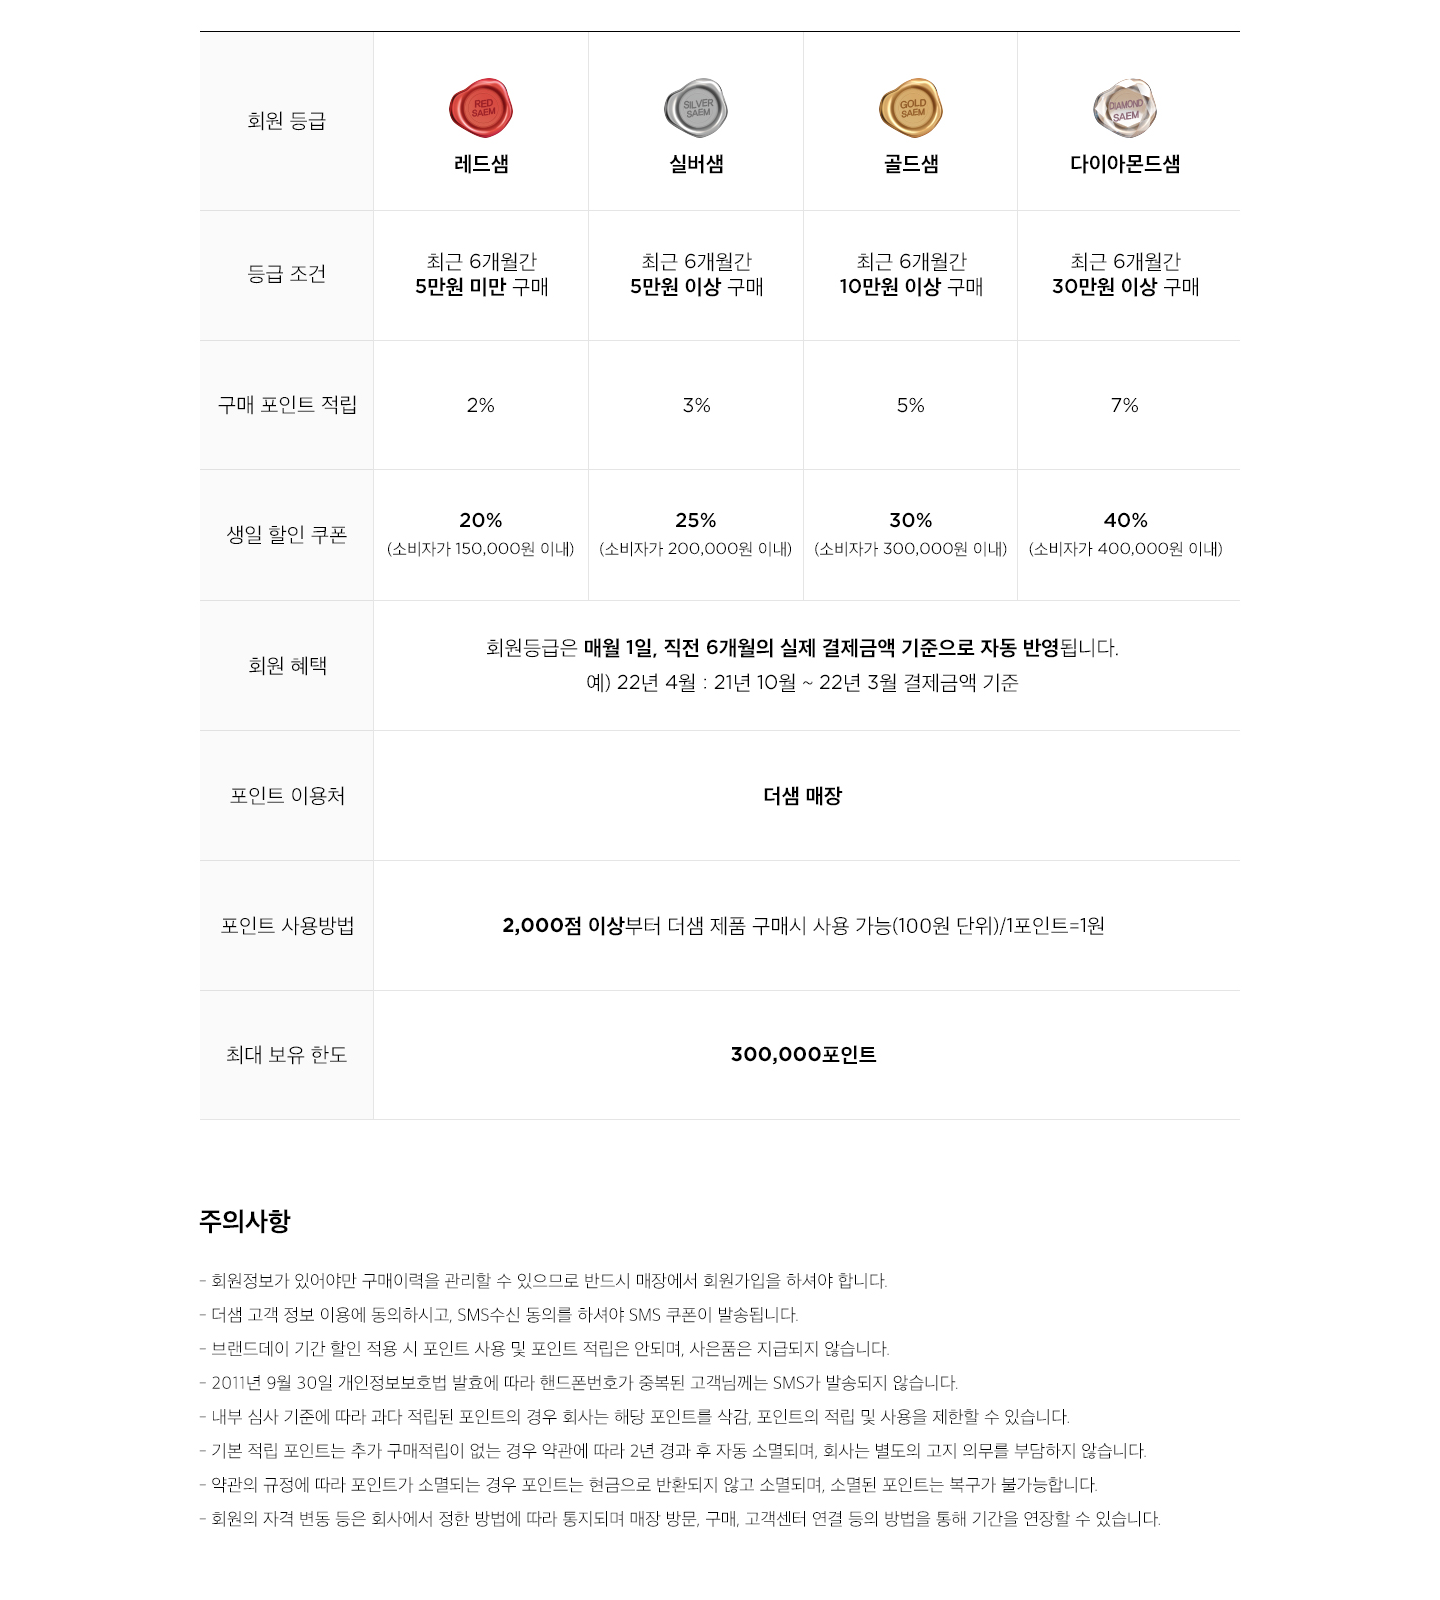 회원 등급
RED
SAEM
레드샘
SILVER
SAEM
실버샘
GOLD
SAEM
골드샘
DIAMOND
SAEM
다이아몬드샘
등급 조건
최근 6개월간
5만원 미만 구매
최근 6개월간
5만원 이상 구매
최근 6개월간
10만원 이상 구매
최근 6개월간
30만원 이상 구매
구매 포인트 적립
2%
3%
5%
7%
생일 할인 쿠폰
20%
(소비자가 150,000원 이내)
25%
(소비자가 200,000원 이내)
30%
(소비자가 300,000원 이내)
40%
(소비자가 400,000원 이내)
회원 혜택
회원등급은 매월 1일, 직전 6개월의 실제 결제금액 기준으로 자동 반영됩니다.
예) 22년 4월 : 21년 10월 ~ 22년 3월 결제금액 기준
포인트 이용처
더샘 매장
포인트 사용방법
2,000점 이상부터 더샘 제품 구매시 사용 가능(100원 단위)/1포인트=1원
최대 보유 한도
300,000포인트
주의사항
- 회원정보가 있어야만 구매이력을 관리할 수 있으므로 반드시 매장에서 회원가입을 하셔야 합니다.
- 더샘 고객 정보 이용에 동의하시고, SMS수신 동의를 하셔야 SMS 쿠폰이 발송됩니다.
- 브랜드데이 기간 할인 적용 시 포인트 사용 및 포인트 적립은 안되며, 사은품은 지급되지 않습니다.
- 2011년 9월 30일 개인정보보호법 발효에 따라 핸드폰번호가 중복된 고객님께는 SMS가 발송되지 않습니다.
- 내부 심사 기준에 따라 과다 적립된 포인트의 경우 회사는 해당 포인트를 삭감, 포인트의 적립 및 사용을 제한할 수 있습니다.
- 기본 적립 포인트는 추가 구매적립이 없는 경우 약관에 따라 2년 경과 후 자동 소멸되며, 회사는 별도의 고지 의무를 부담하지 않습니다.
- 약관의 규정에 따라 포인트가 소멸되는 경우 포인트는 현금으로 반환되지 않고 소멸되며, 소멸된 포인트는 복구가 불가능합니다.
- 회원의 자격 변동 등은 회사에서 정한 방법에 따라 통지되며 매장 방문, 구매, 고객센터 연결 등의 방법을 통해 기간을 연장할 수 있습니다.